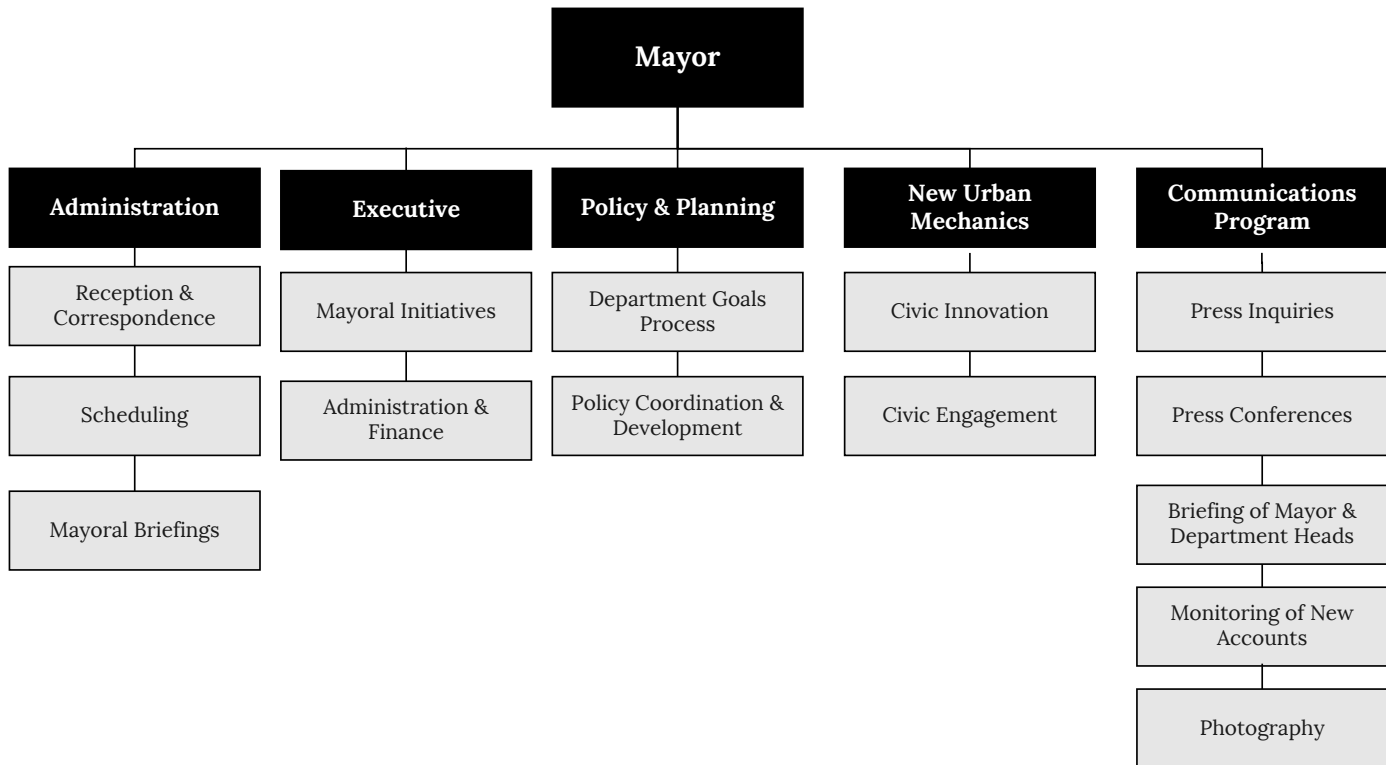 Mayor
Administration
Executive
Policy & Planning
New Urban
Mechanics
Communications
Program
Reception &
Correspondence
Scheduling
Mayoral Briefings
Mayoral Initiatives
Administration &
Finance
Department Goals
Process
Policy Coordination &
Development
Civic Innovation
Civic Engagement
Press Inquiries
Press Conferences
Briefing of Mayor &
Department Heads
Monitoring of New
Accounts
Photography